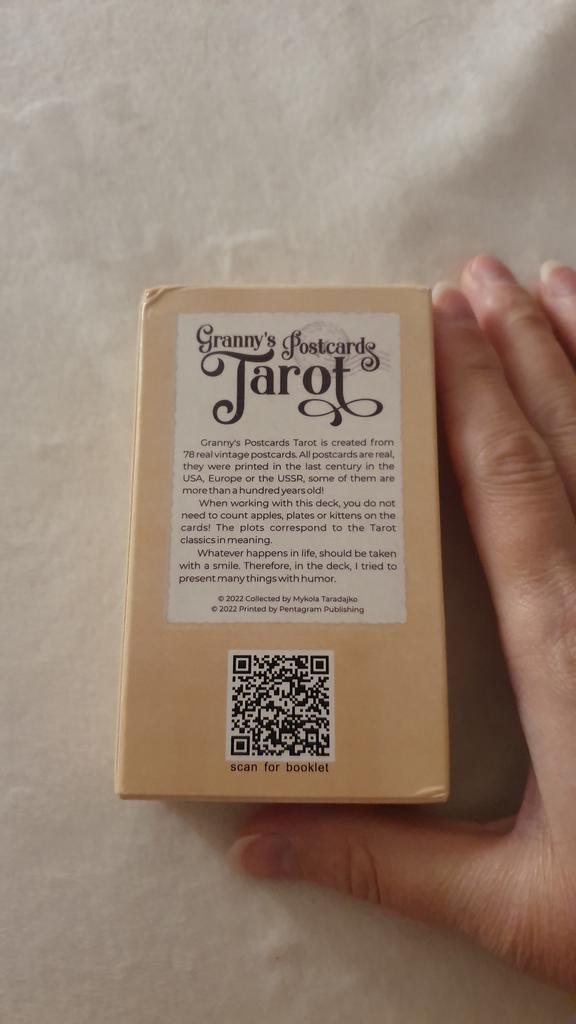 Granny's Postcards
Tarot
Granny's Postcards Tarot is created from
78 real vintage postcards. All postcards are real,
they were printed in the last century in the
USA, Europe or the USSR, some of them are
more than a hundred years old!
When working with this deck, you do not
need to count apples, plates or kittens on the
cards! The plots correspond to the Tarot
classics in meaning.
Whatever happens in life, should be taken
with a smile. Therefore, in the deck, I tried to
present many things with humor.
© 2022 Collected by Mykola Taradajko
© 2022 Printed by Pentagram Publishing
scan for booklet